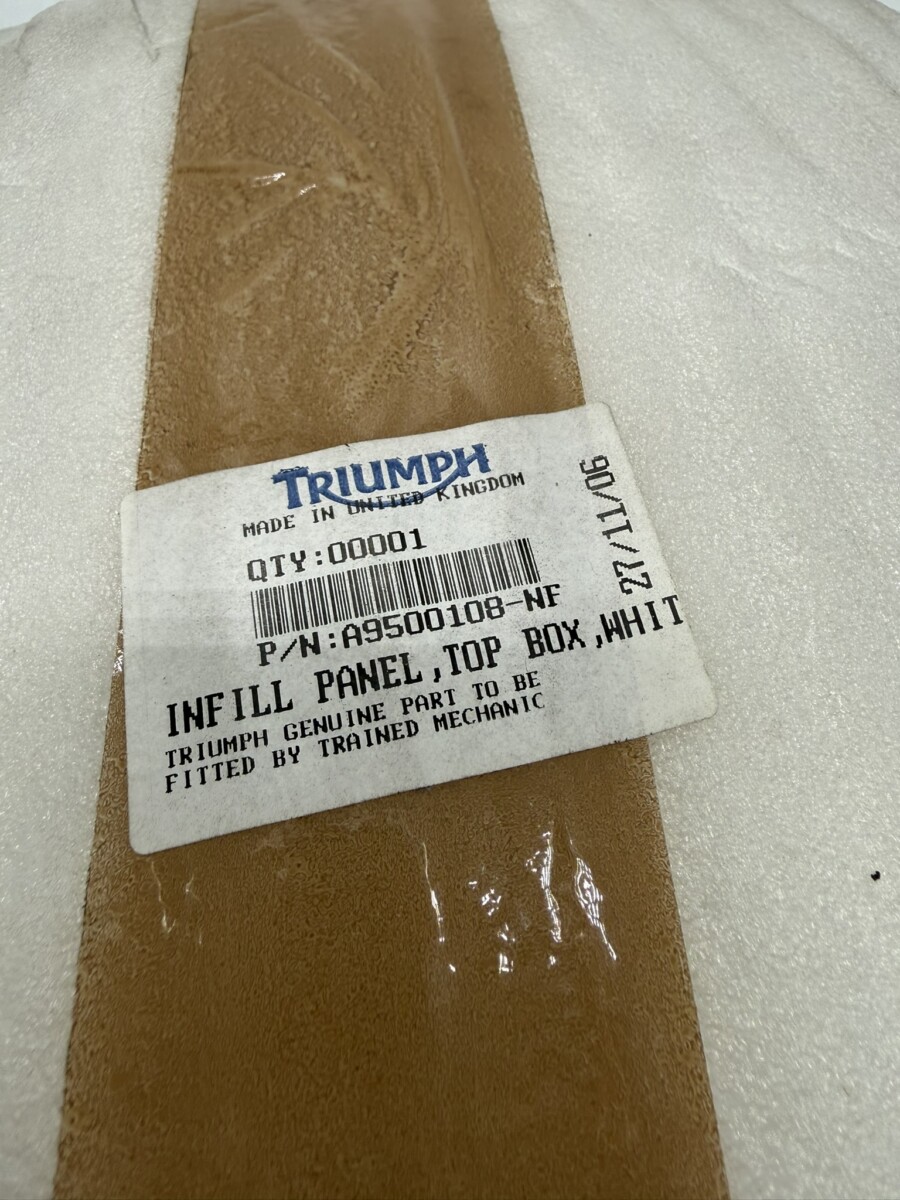 TRIUMPH
MADE IN UNITED KINGDOM
QTY:00001
P/N:A9500108-NF
INFILL PANEL,TOP BOX,WHIT
TRIUMPH GENUINE PART TO BE
FITTED BY TRAINED MECHANIC
27/11/06